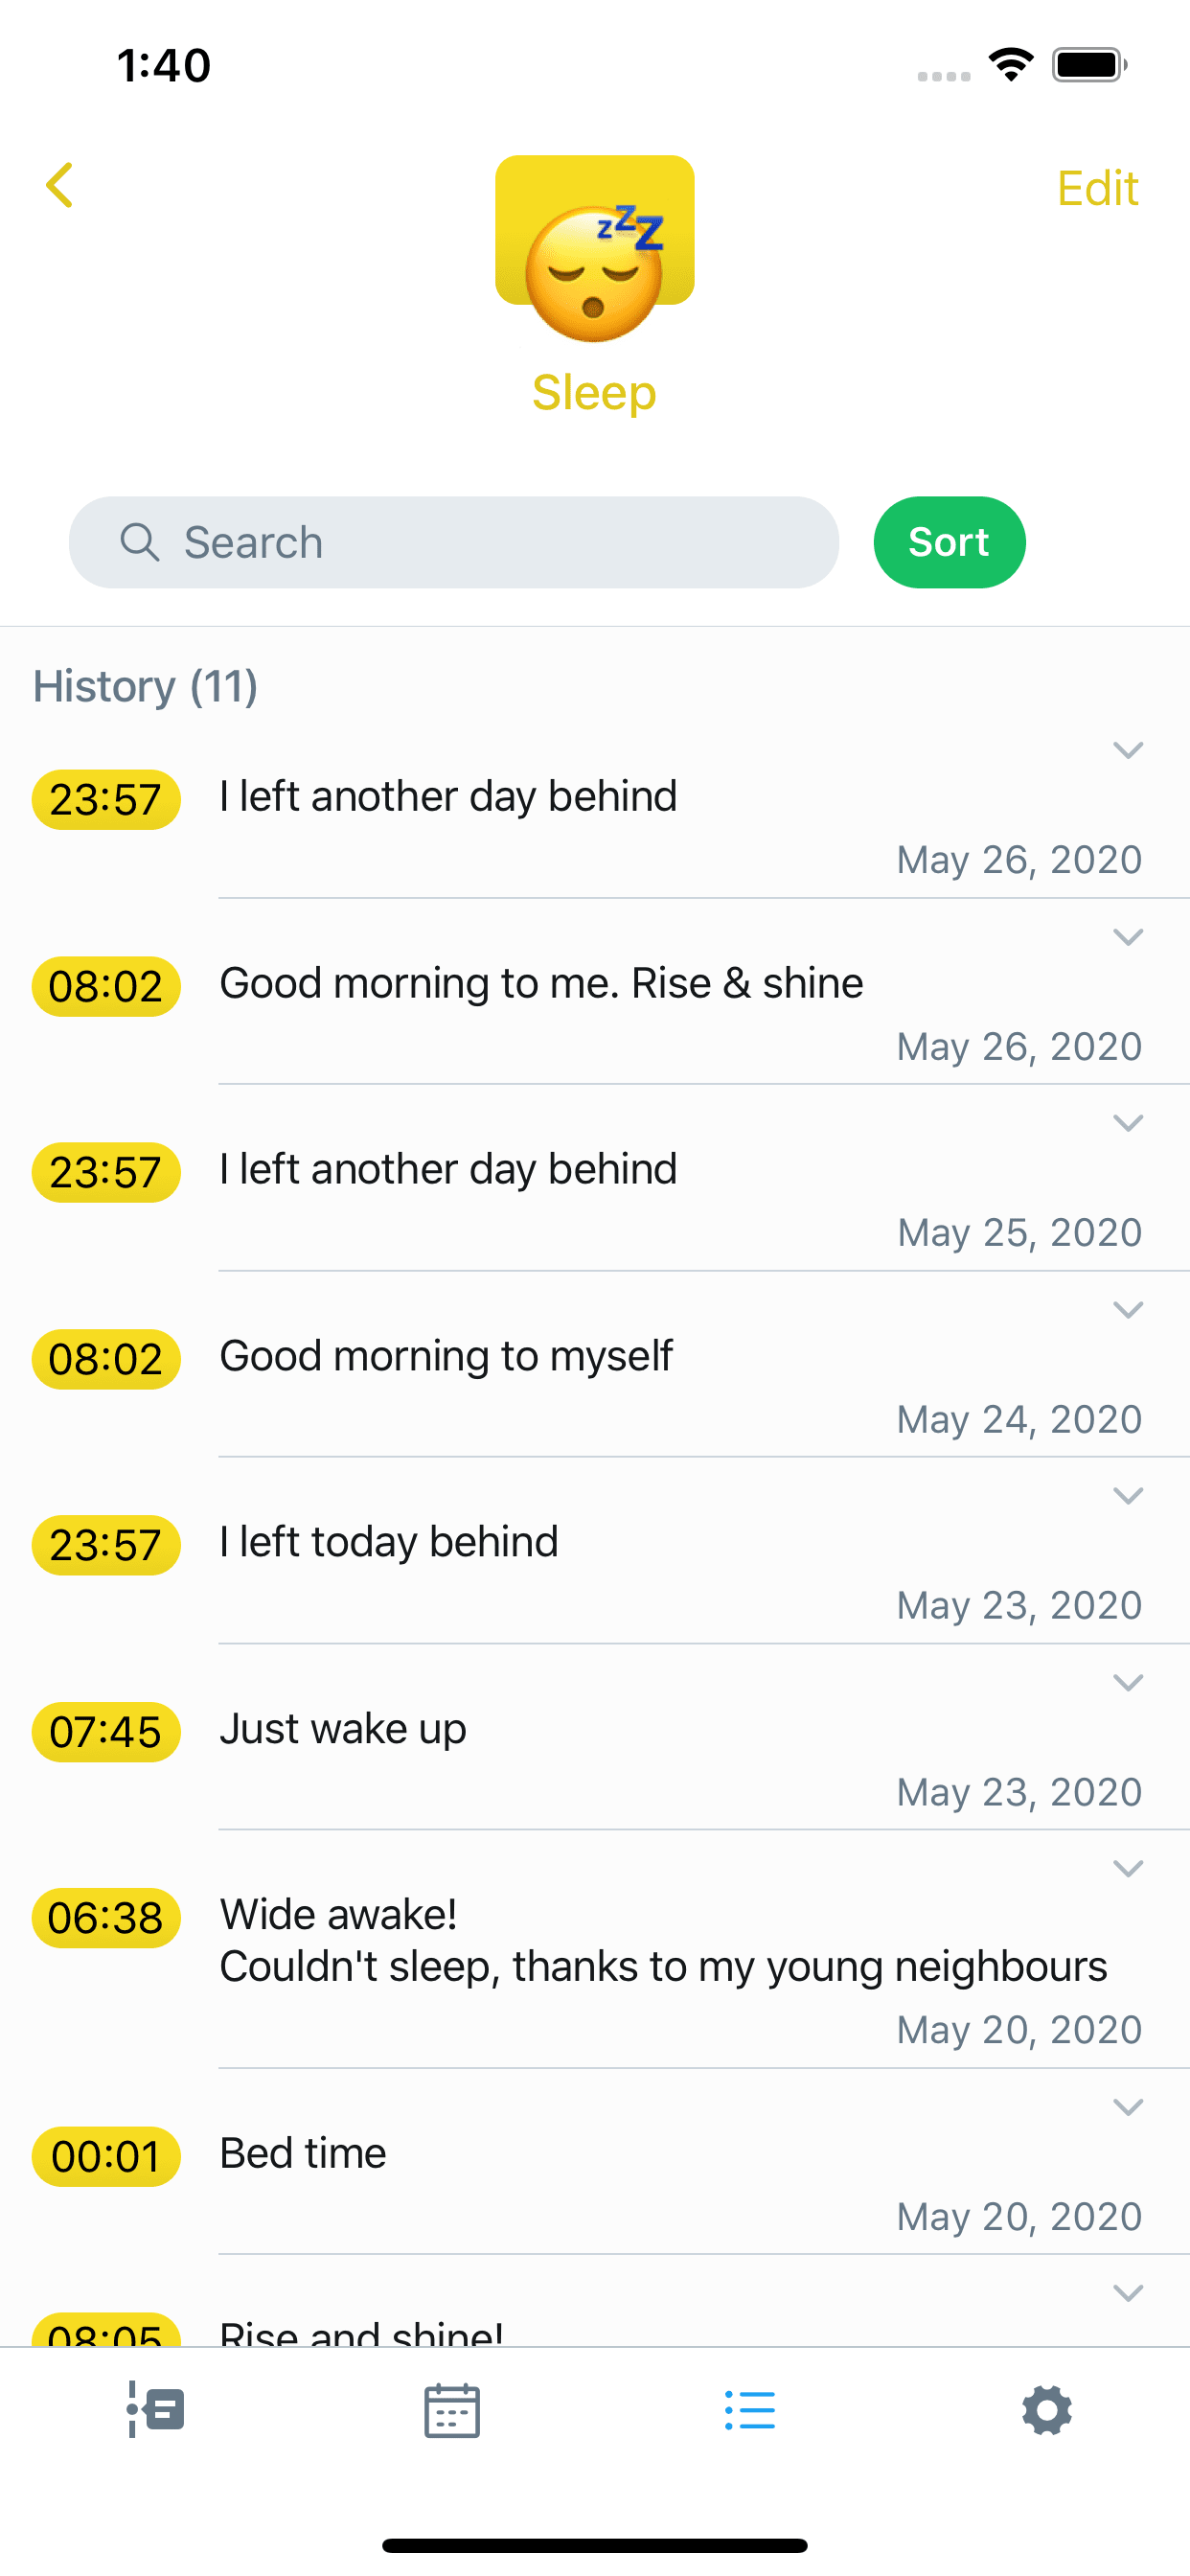 1:40
Edit
Sleep
Search
Sort
History (11)
23:57 I left another day behind
May 26, 2020
08:02 Good morning to me. Rise & shine
May 26, 2020
23:57 I left another day behind
May 25, 2020
08:02 Good morning to myself
May 24, 2020
23:57 I left today behind
May 23, 2020
07:45 Just wake up
May 23, 2020
06:38 Wide awake!
Couldn't sleep, thanks to my young neighbours
May 20, 2020
00:01 Bed time
May 20, 2020
08:05 Rise and shine!